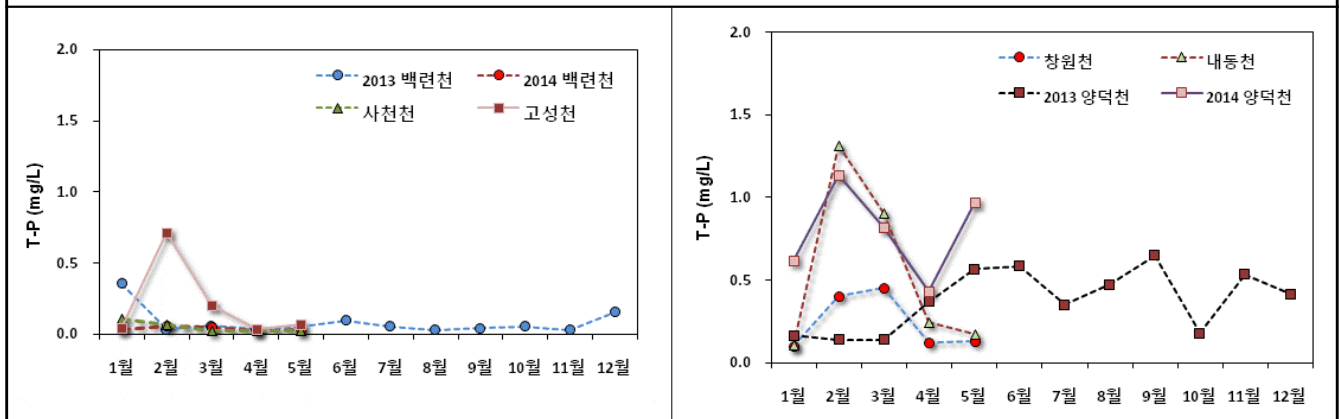 2.0
2013 백련천
2014 백련천
사천천
고성천
1.5
T-P (mg/L)
1.0
0.5
0.0
1월 2월 3월 4월 5월 6월 7월 8월 9월 10월 11월 12월
2.0
창원천
내동천
2013 양덕천
2014 양덕천
1.5
T-P (mg/L)
1.0
0.5
0.0
1월 2월 3월 4월 5월 6월 7월 8월 9월 10월 11월 12월